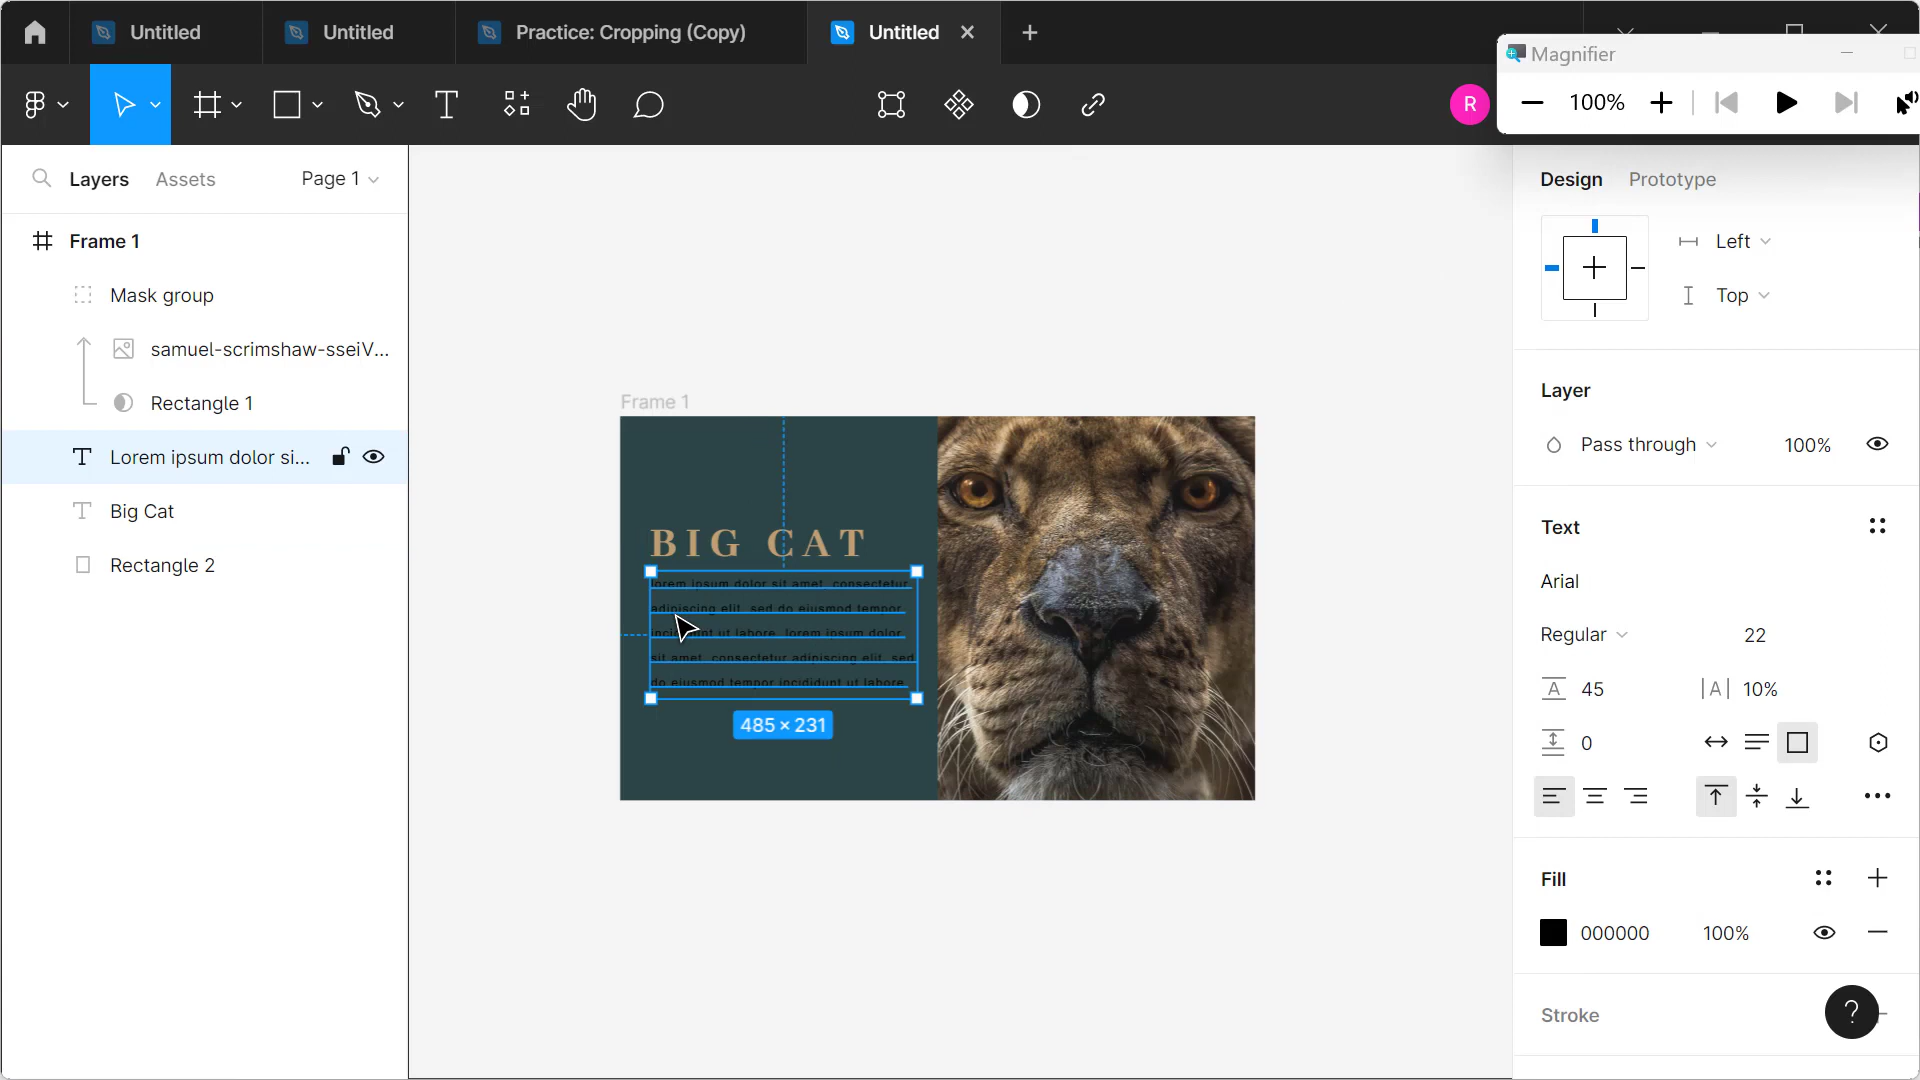 Untitled
Untitled
Practice: Cropping (Copy)
Untitled
Magnifier
100%
R
Layers
Assets
Page 1
Design
Prototype
Frame 1
Left
Mask group
Top
samuel-scrimshaw-sseiV...
Rectangle 1
Layer
Frame 1
Pass through
100%
Lorem ipsum dolor si...
Big Cat
Text
Rectangle 2
BIG CAT
Arial
lorem ipsum dolor sit amet, consectetur
adipiscing elit, sed do eiusmod tempor
incididunt ut labore. lorem ipsum dolor
sit amet, consectetur adipiscing elit, sed
do eiusmod tempor incididunt ut labore.
Regular
22
45
|A|
10%
485 × 231
0
Fill
000000
100%
Stroke
?